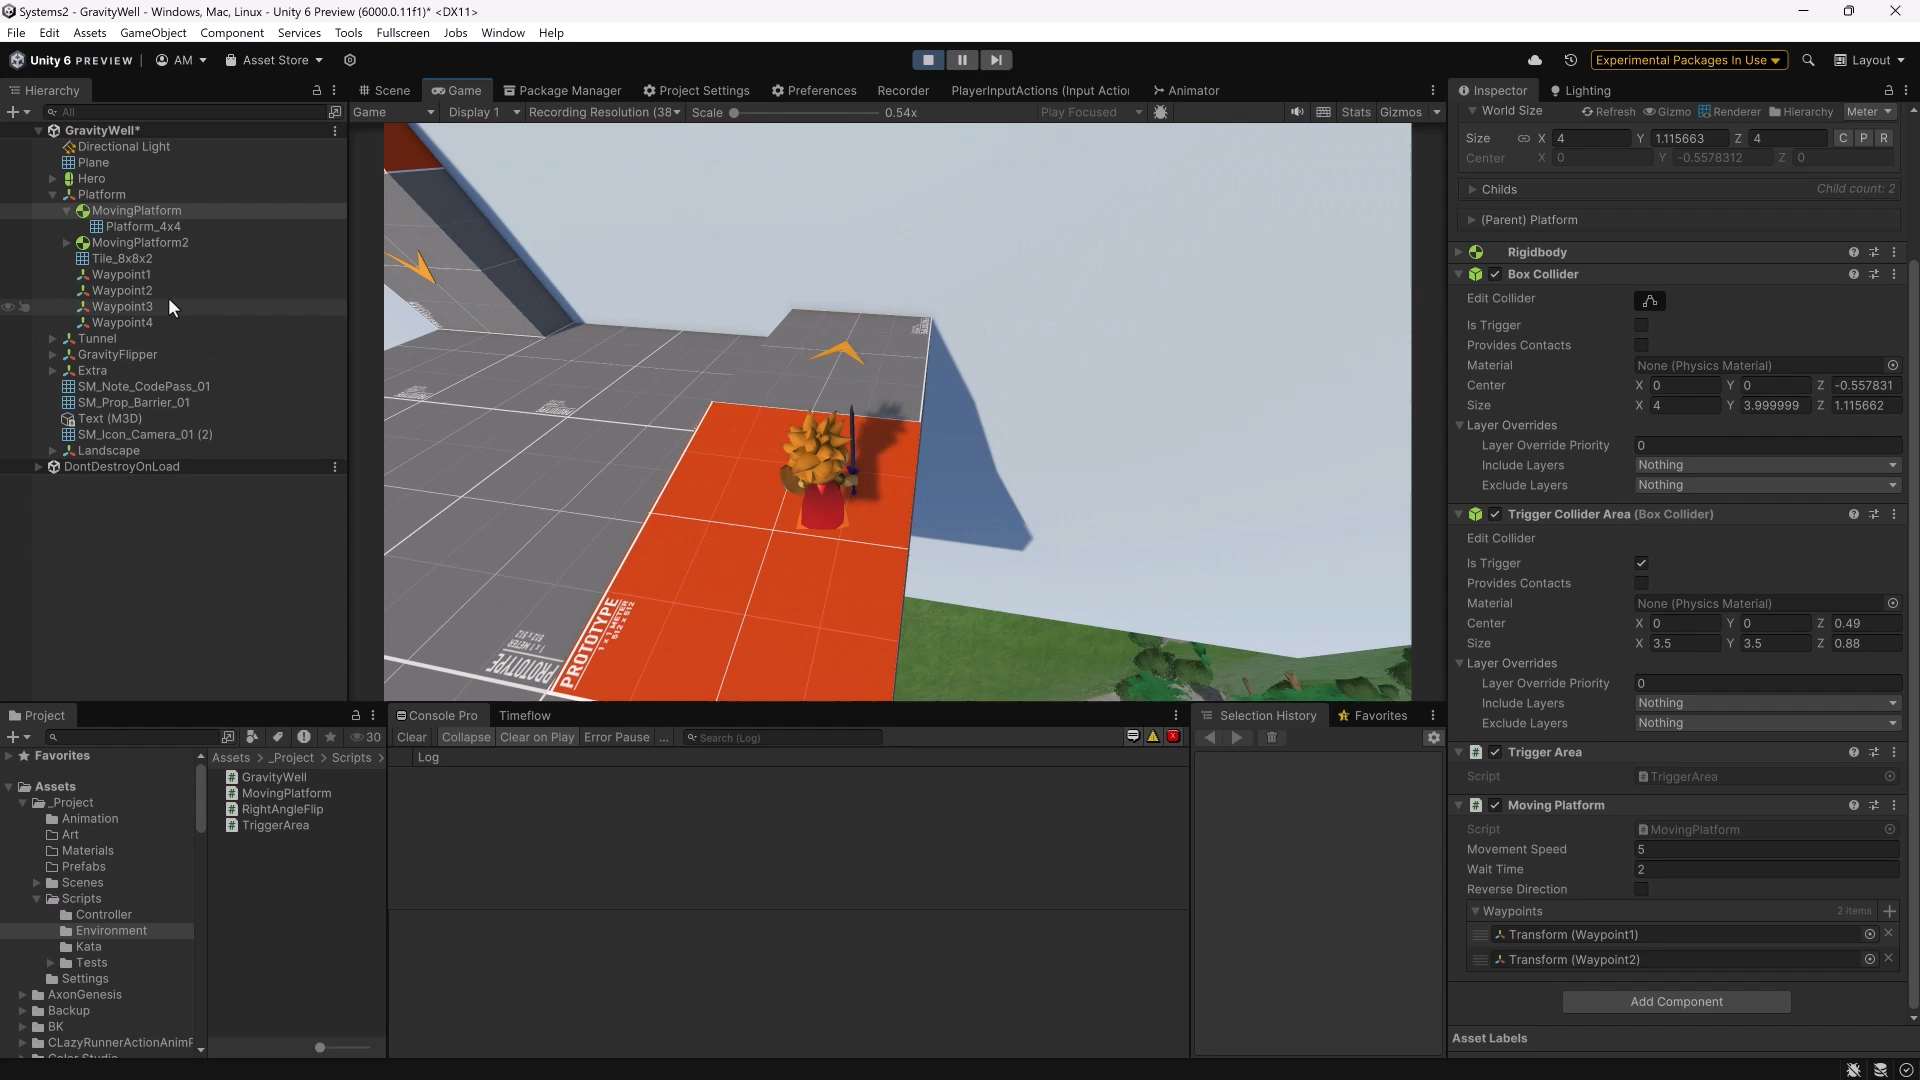 Systems2 - GravityWell - Windows, Mac, Linux - Unity 6 Preview (6000.0.11f1)* <DX11>
File Edit Assets GameObject Component Services Tools Fullscreen Jobs Window Help
Unity 6 PREVIEW AM Asset Store Experimental Packages In Use Layout
Hierarchy Scene Game Package Manager Project Settings Preferences Recorder PlayerInputActions (Input Actio Animator Inspector Lighting
All Game Display 1 Recording Resolution (38 Scale 0.54x Play Focused Stats Gizmos
World Size Refresh Gizmo Renderer Hierarchy Meter
GravityWell*
Directional Light
Plane
Hero
Platform
MovingPlatform
Platform_4x4
MovingPlatform2
Tile_8x8x2
Waypoint1
Waypoint2
Waypoint3
Waypoint4
Tunnel
GravityFlipper
Extra
SM_Note_CodePass_01
SM_Prop_Barrier_01
Text (M3D)
SM_Icon_Camera_01 (2)
Landscape
DontDestroyOnLoad
PROTOTYPE
1 x 1 METER
512 x 512
PROTOTYPE
1x1 METER
512 x 512
Size X 4 Y 1.115663 Z 4 C P R
Center X 0 Y -0.5578312 Z 0
Childs Child count: 2
(Parent) Platform
Rigidbody
Box Collider
Edit Collider
Is Trigger
Provides Contacts
Material None (Physics Material)
Center X 0 Y 0 Z -0.557831
Size X 4 Y 3.999999 Z 1.115662
Layer Overrides
Layer Override Priority 0
Include Layers Nothing
Exclude Layers Nothing
Trigger Collider Area (Box Collider)
Edit Collider
Is Trigger
Provides Contacts
Material None (Physics Material)
Center X 0 Y 0 Z 0.49
Size X 3.5 Y 3.5 Z 0.88
Layer Overrides
Layer Override Priority 0
Include Layers Nothing
Exclude Layers Nothing
Trigger Area
Script TriggerArea
Moving Platform
Script MovingPlatform
Movement Speed 5
Wait Time 2
Reverse Direction
Waypoints 2 items
Transform (Waypoint1)
Transform (Waypoint2)
Add Component
Asset Labels
Project
30
Favorites
Assets
_Project
Animation
Art
Materials
Prefabs
Scenes
Scripts
Controller
Environment
Kata
Tests
Settings
AxonGenesis
Backup
BK
CLazyRunnerActionAnimP
Assets > _Project > Scripts >
GravityWell
MovingPlatform
RightAngleFlip
TriggerArea
Console Pro Timeflow
Clear Collapse Clear on Play Error Pause ... Search (Log)
Log
Selection History Favorites